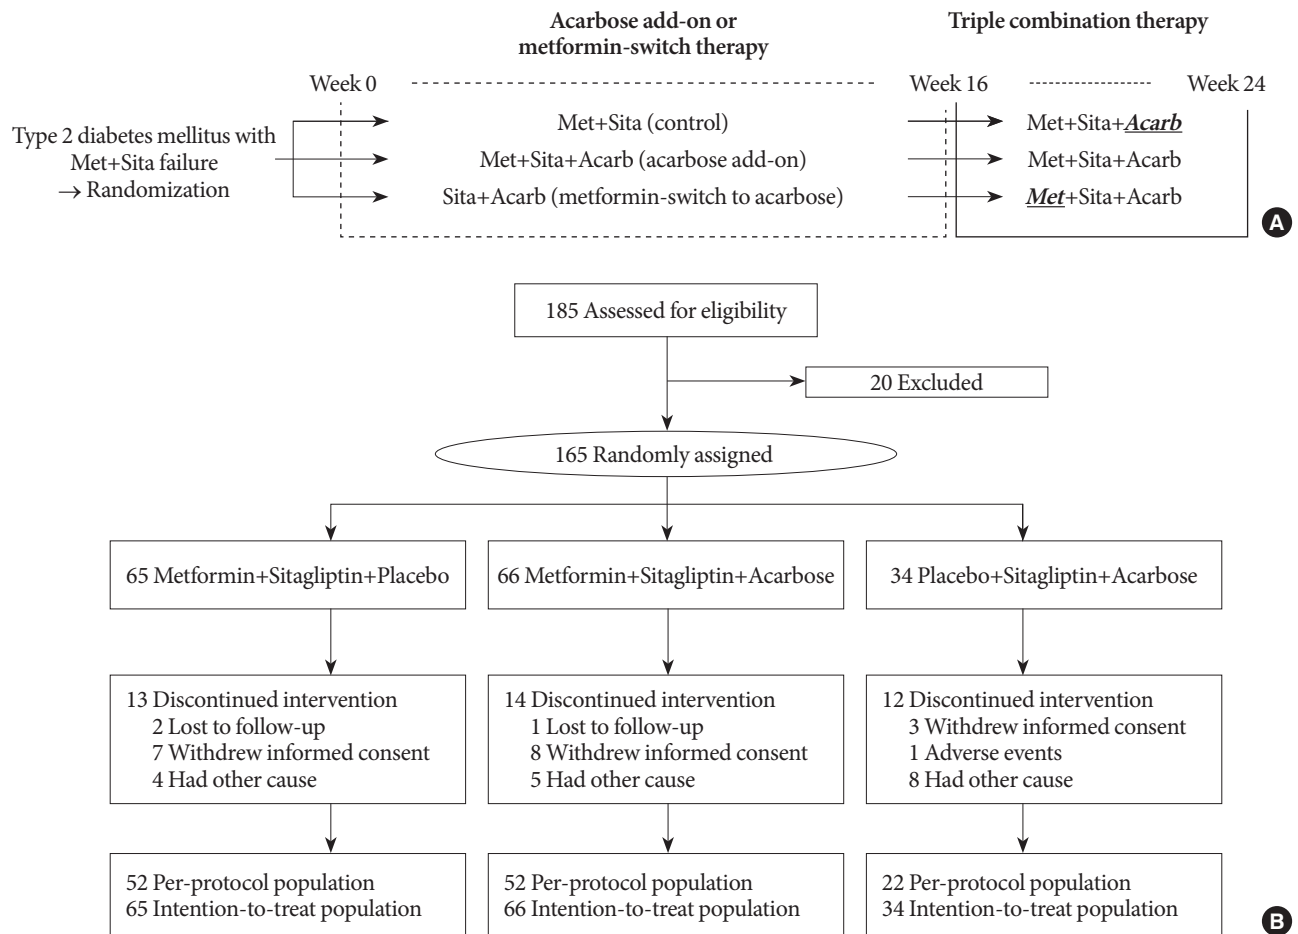 Acarbose add-on or
metformin-switch therapy
Triple combination therapy
Week 0
Week 16
Week 24
Type 2 diabetes mellitus with
Met+Sita failure
→ Randomization
Met+Sita (control)
Met+Sita+Acarb
Met+Sita+Acarb (acarbose add-on)
Met+Sita+Acarb
Sita+Acarb (metformin-switch to acarbose)
Met+Sita+Acarb
A
185 Assessed for eligibility
20 Excluded
165 Randomly assigned
65 Metformin+Sitagliptin+Placebo
66 Metformin+Sitagliptin+Acarbose
34 Placebo+Sitagliptin+Acarbose
13 Discontinued intervention
2 Lost to follow-up
7 Withdrew informed consent
4 Had other cause
14 Discontinued intervention
1 Lost to follow-up
8 Withdrew informed consent
5 Had other cause
12 Discontinued intervention
3 Withdrew informed consent
1 Adverse events
8 Had other cause
52 Per-protocol population
65 Intention-to-treat population
52 Per-protocol population
66 Intention-to-treat population
22 Per-protocol population
34 Intention-to-treat population
B